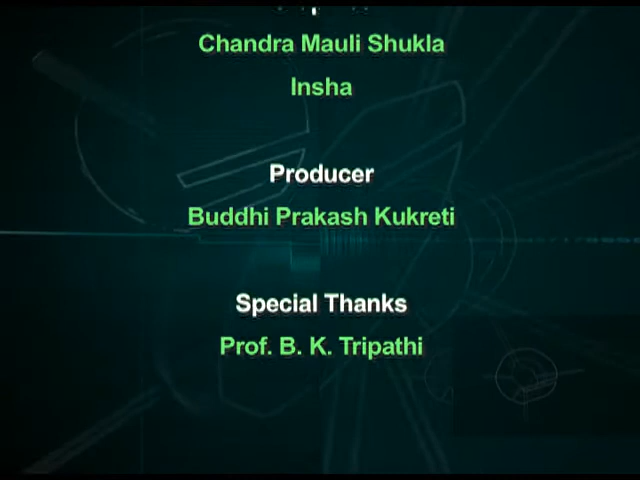 Chandra Mauli Shukla
Insha
Producer
Buddhi Prakash Kukreti
Special Thanks
Prof. B. K. Tripathi